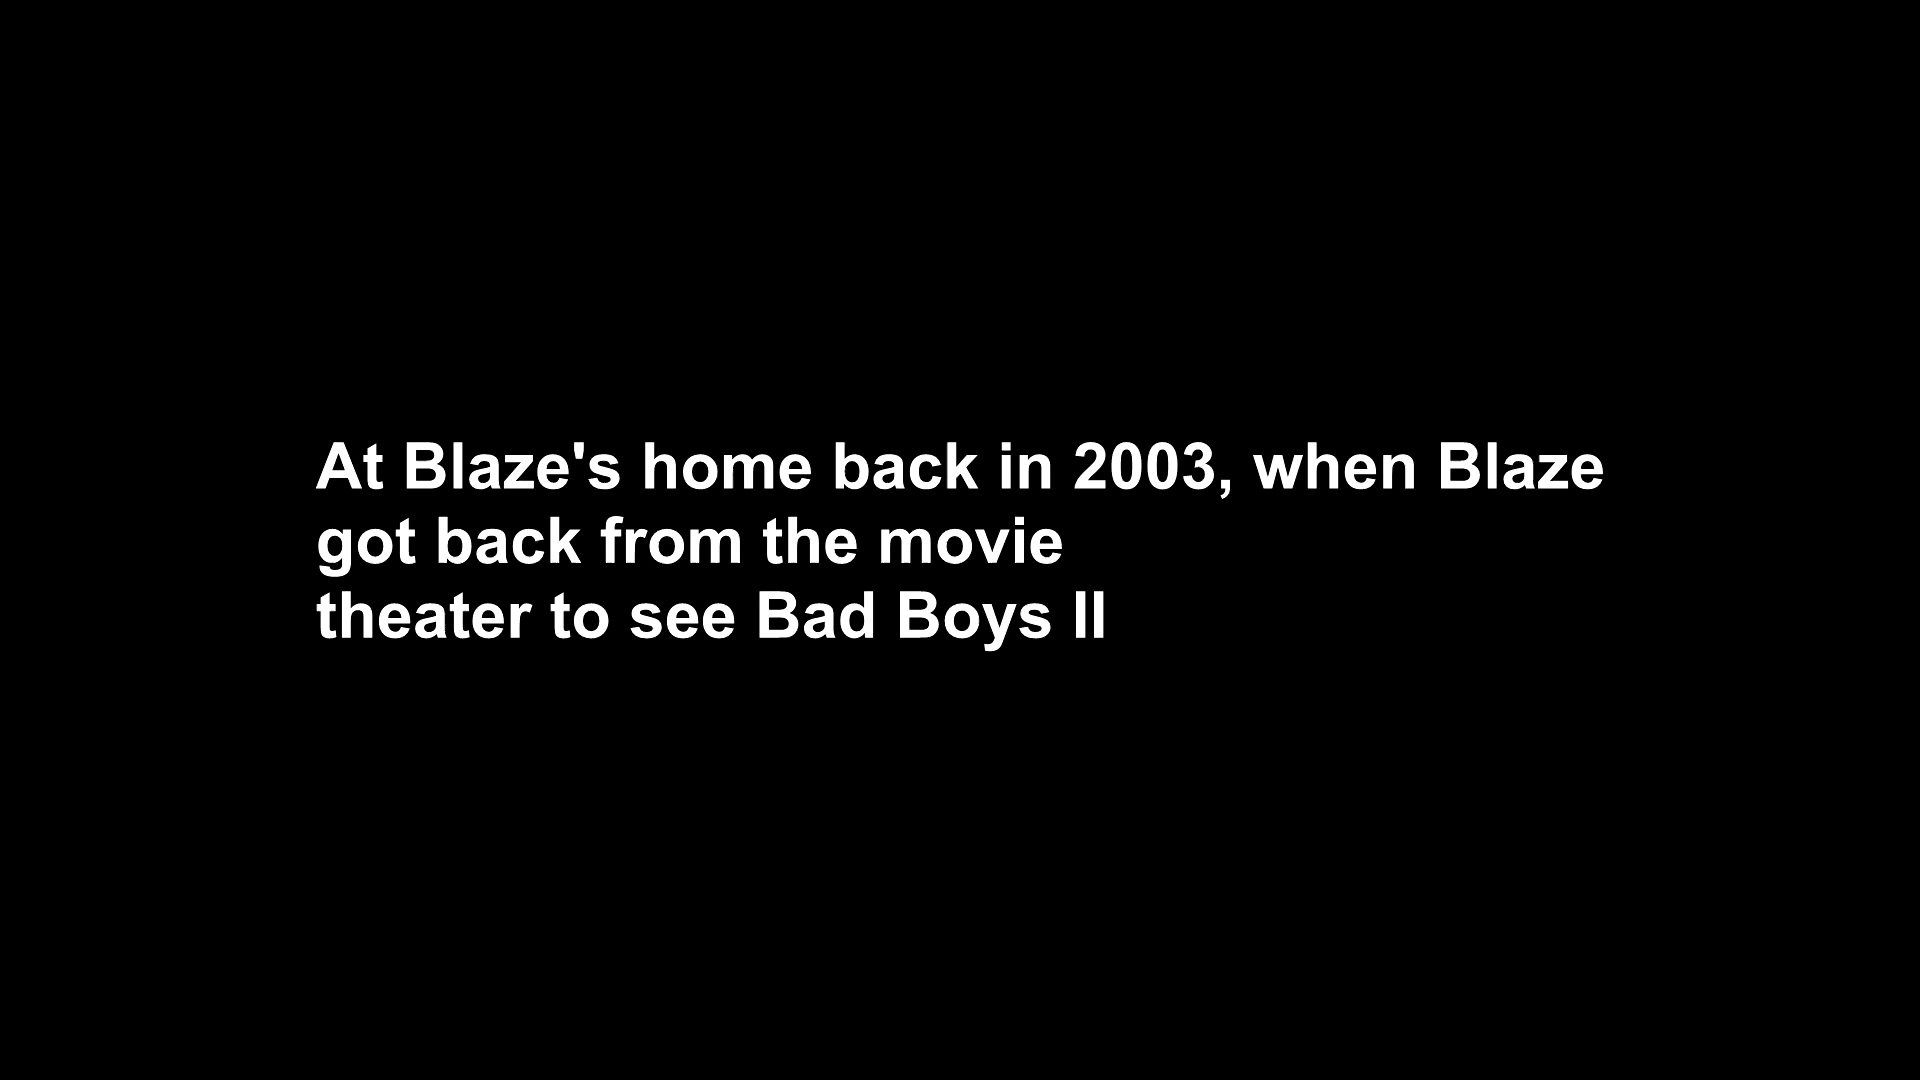 At Blaze's home back in 2003, when Blaze
got back from the movie
theater to see Bad Boys II